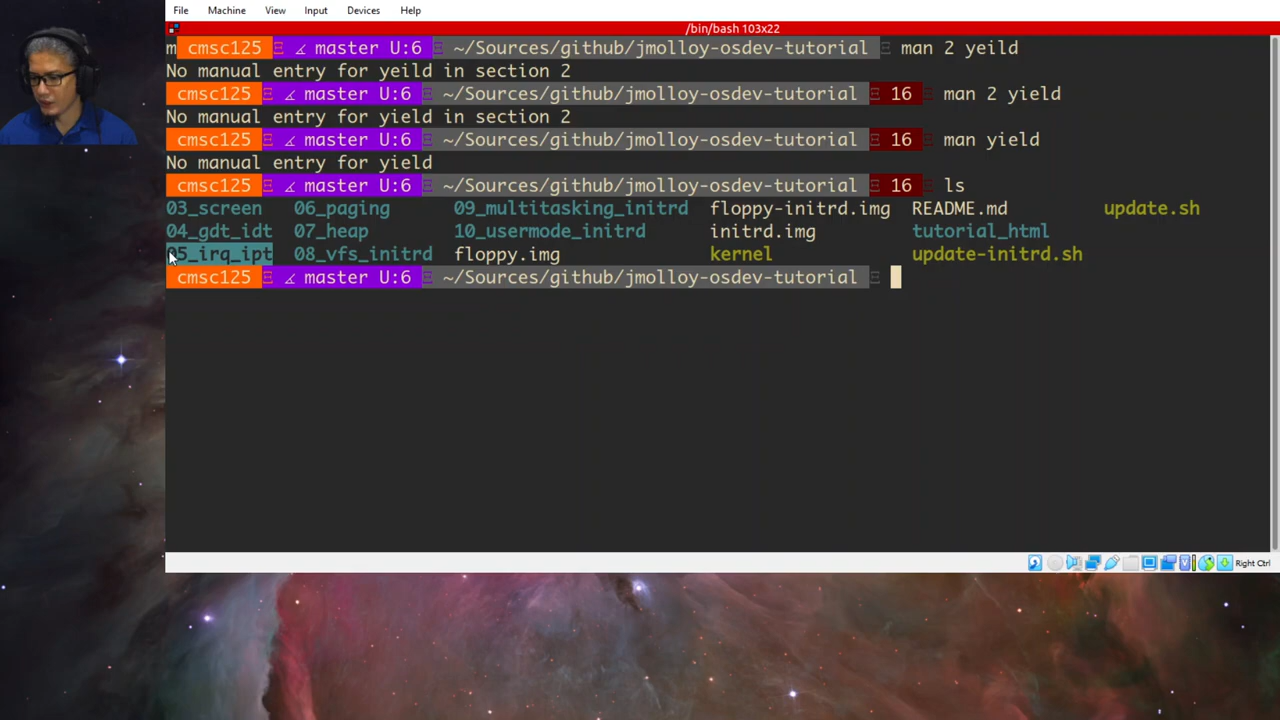 File Machine View Input Devices Help
/bin/bash 103x22
m cmsc125 master U:6 ~/Sources/github/jmolloy-osdev-tutorial man 2 yeild
No manual entry for yeild in section 2
cmsc125 master U:6 ~/Sources/github/jmolloy-osdev-tutorial 16 man 2 yield
No manual entry for yield in section 2
cmsc125 master U:6 ~/Sources/github/jmolloy-osdev-tutorial 16 man yield
No manual entry for yield
cmsc125 master U:6 ~/Sources/github/jmolloy-osdev-tutorial 16 ls
03_screen 06_paging 09_multitasking_initrd floppy-initrd.img README.md update.sh
04_gdt_idt 07_heap 10_usermode_initrd initrd.img tutorial_html
05_irq_ipt 08_vfs_initrd floppy.img kernel update-initrd.sh
cmsc125 master U:6 ~/Sources/github/jmolloy-osdev-tutorial
Right Ctrl